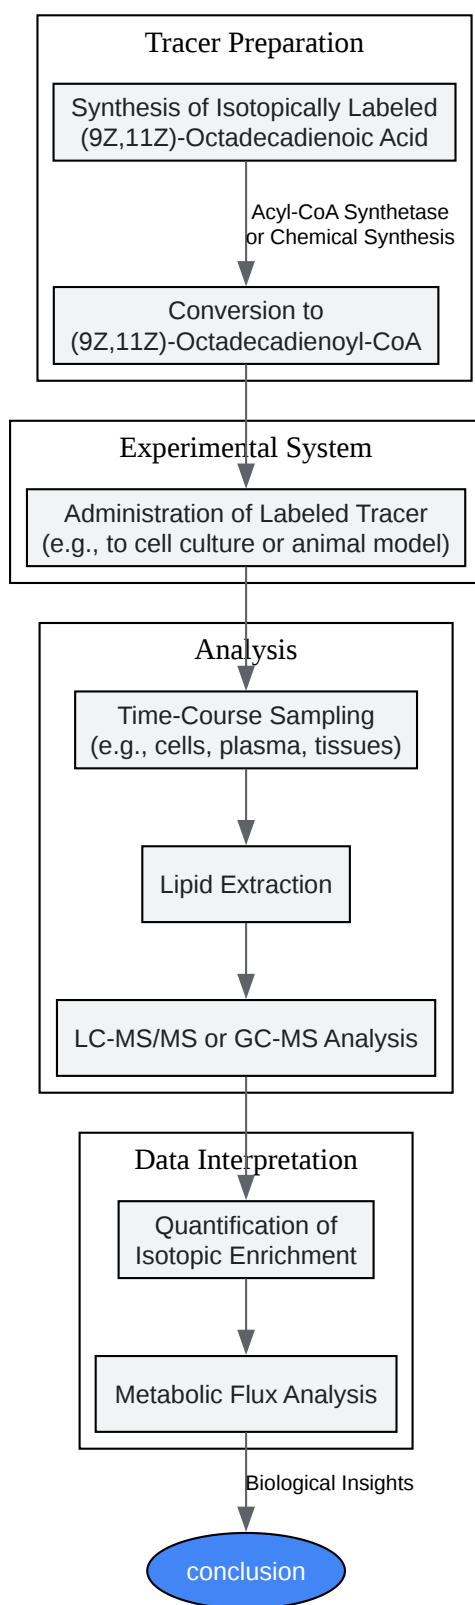 Tracer Preparation
Synthesis of Isotopically Labeled
(9Z,11Z)-Octadecadienoic Acid
Acyl-CoA Synthetase
or Chemical Synthesis
Conversion to
(9Z,11Z)-Octadecadienoyl-CoA
Experimental System
Administration of Labeled Tracer
(e.g., to cell culture or animal model)
Analysis
Time-Course Sampling
(e.g., cells, plasma, tissues)
Lipid Extraction
LC-MS/MS or GC-MS Analysis
Data Interpretation
Quantification of
Isotopic Enrichment
Metabolic Flux Analysis
Biological Insights
conclusion